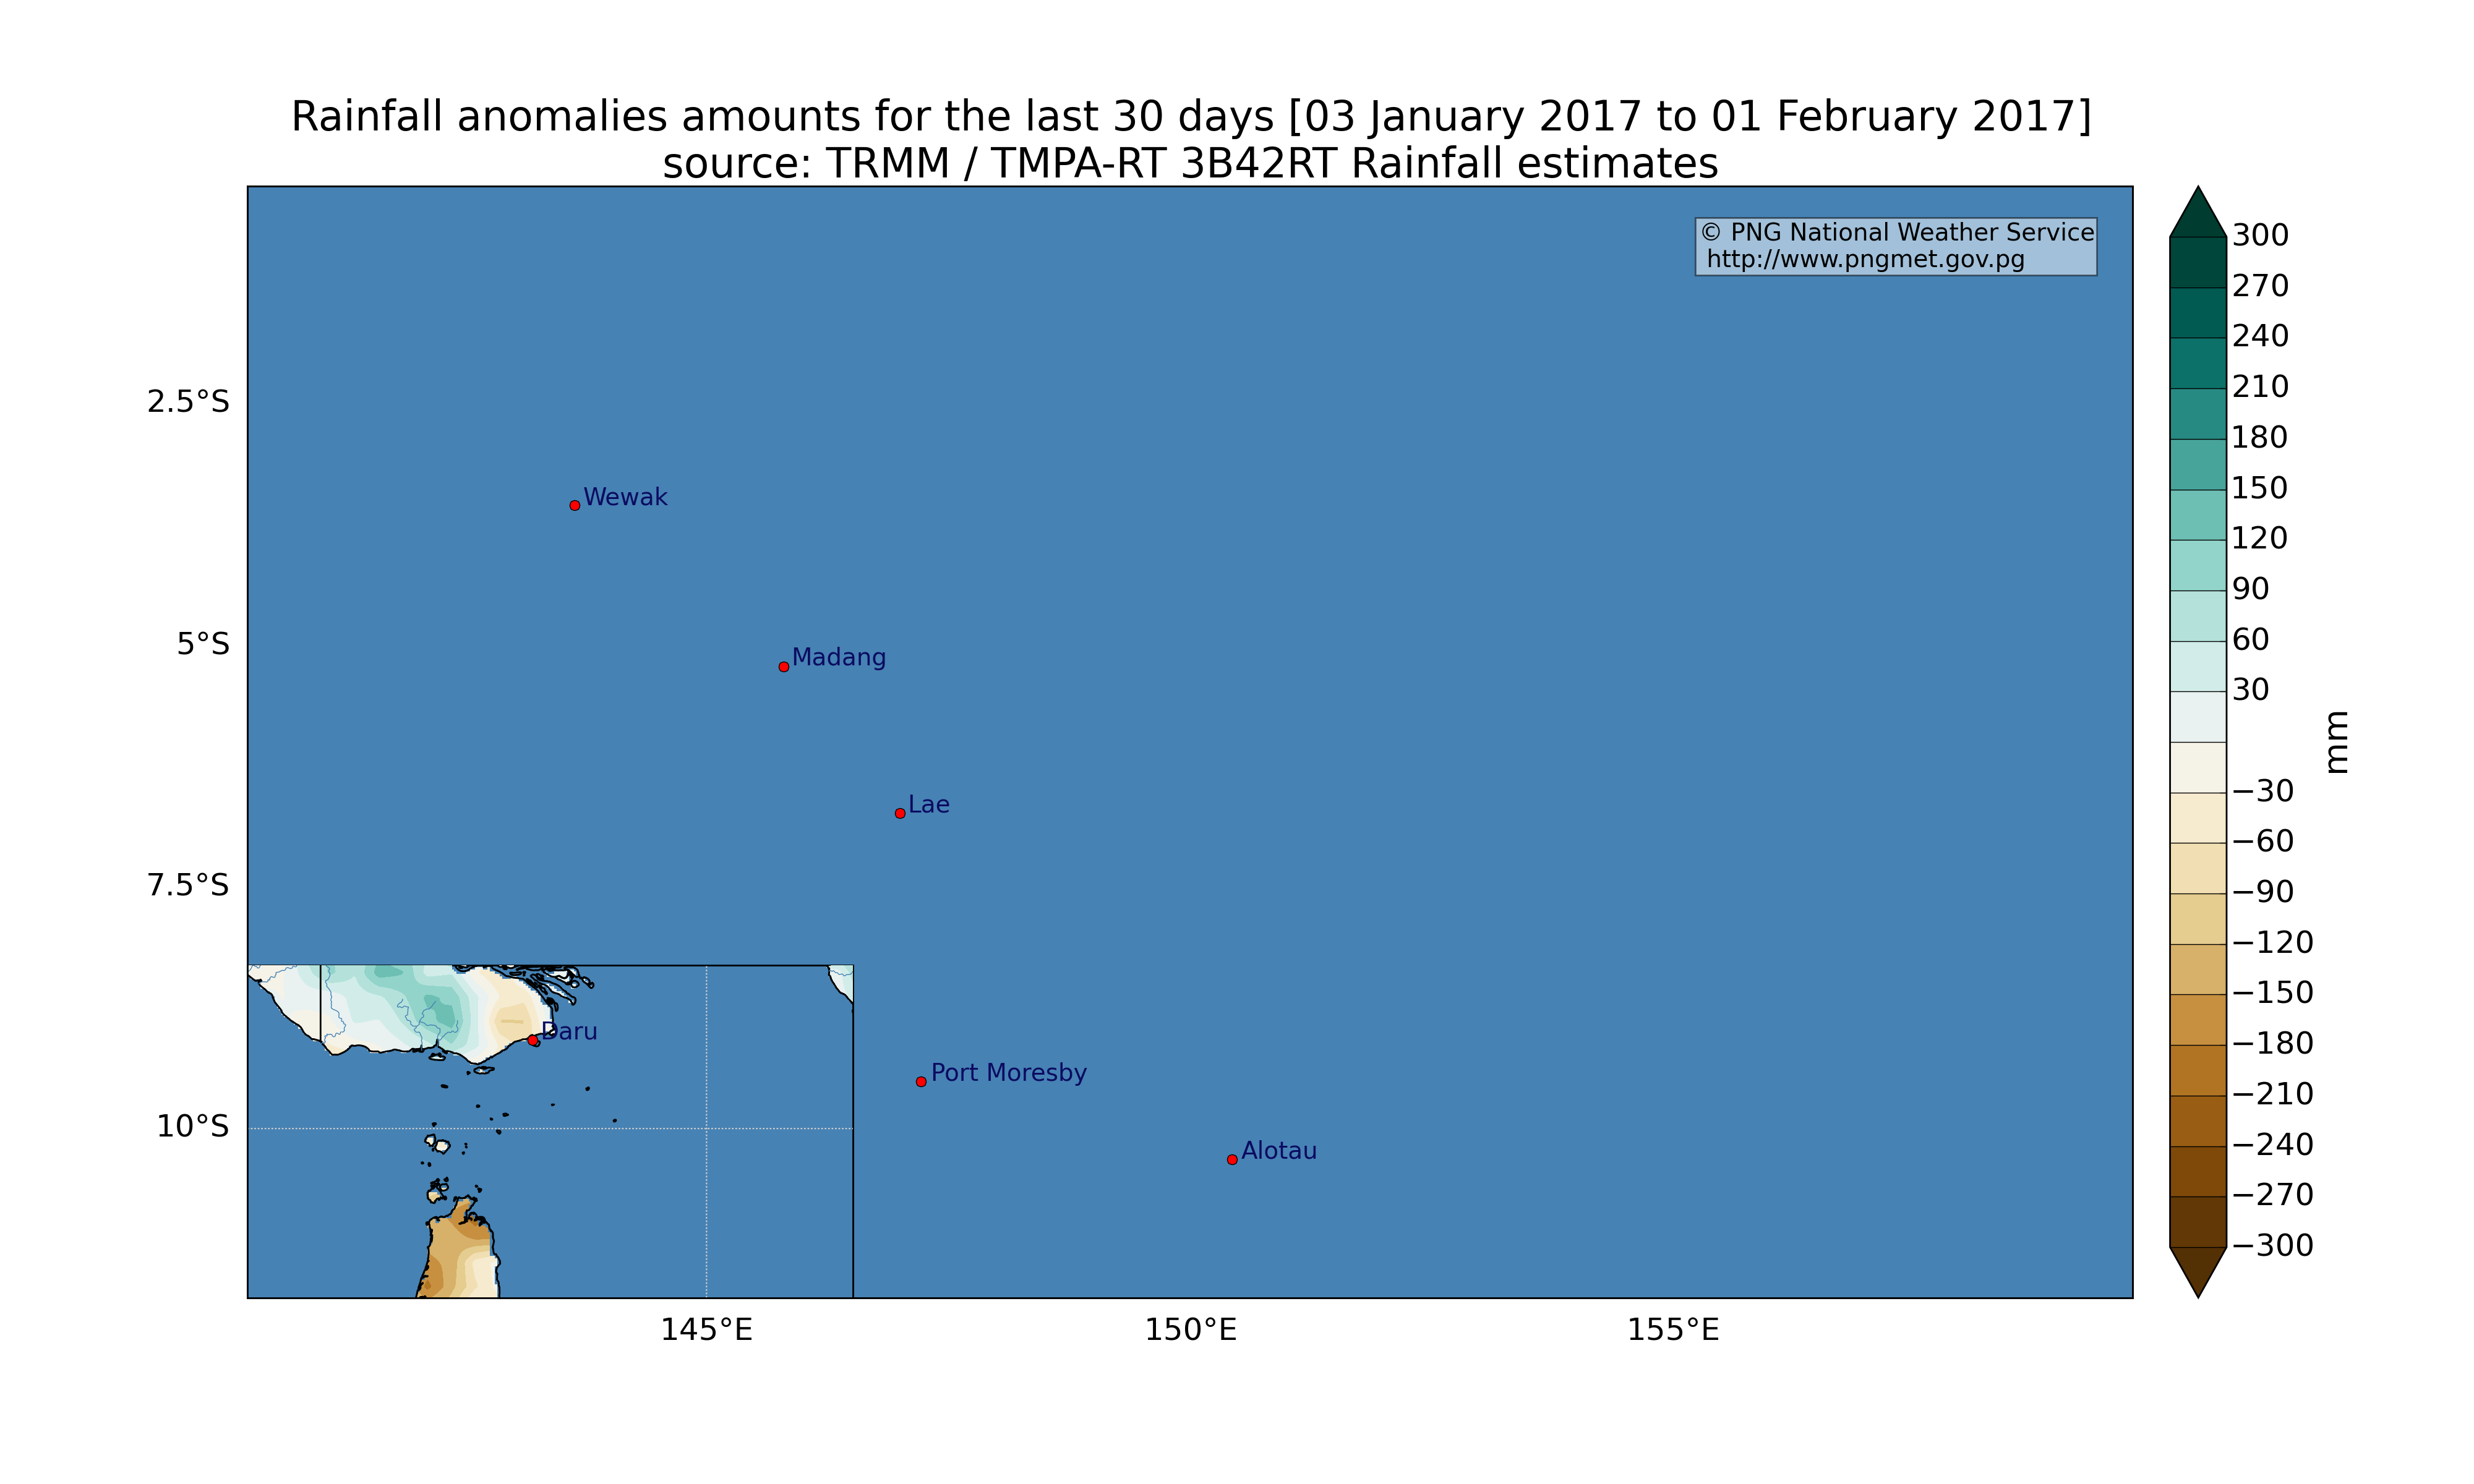 Rainfall anomalies amounts for the last 30 days [03 January 2017 to 01 February 2017]
source: TRMM / TMPA-RT 3B42RT Rainfall estimates
© PNG National Weather Service
http://www.pngmet.gov.pg
2.5°S
5°S
7.5°S
10°S
Wewak
Madang
Lae
Daru
Port Moresby
Alotau
145°E
150°E
155°E
300
270
240
210
180
150
120
90
60
30
−30
−60
−90
−120
−150
−180
−210
−240
−270
−300
mm